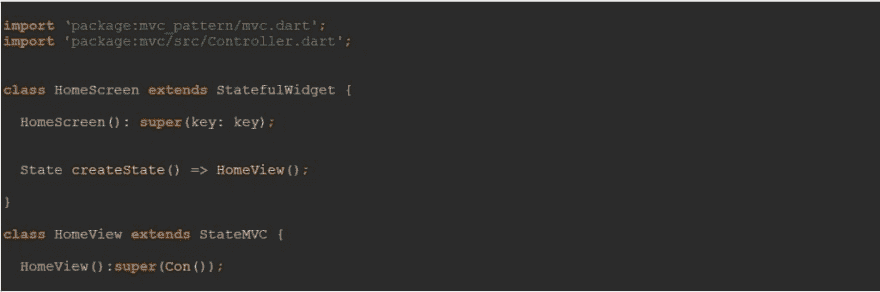 import 'package:mvc_pattern/mvc.dart';
import 'package:mvc/src/Controller.dart';
class HomeScreen extends StatefulWidget {
HomeScreen(): super(key: key);
State createState() => HomeView();
}
class HomeView extends StateMVC {
HomeView():super(Con());